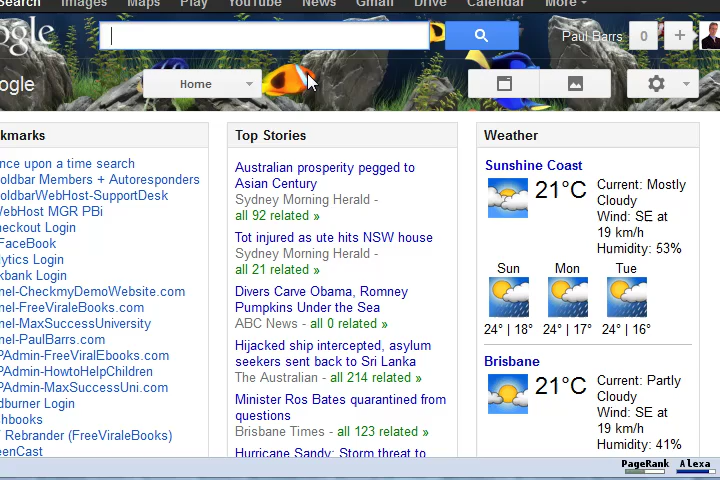 Search Images Maps Play YouTube News Gmail Drive Calendar More
ogle
Paul Barrs 0 +
ogle
Home
kmarks
nce upon a time search
oldbar Members + Autoresponders
oldbarWebHost-SupportDesk
WebHost MGR PBi
heckout Login
FaceBook
lytics Login
kbank Login
nel-CheckmyDemoWebsite.com
nel-FreeViraleBooks.com
nel-MaxSuccessUniversity
nel-PaulBarrs.com
PAdmin-FreeViralEbooks.com
PAdmin-HowtoHelpChildren
PAdmin-MaxSuccessUni.com
dburner Login
hbooks
Rebrander (FreeViraleBooks)
eenCast
Top Stories
Australian prosperity pegged to
Asian Century
Sydney Morning Herald -
all 92 related »
Tot injured as ute hits NSW house
Sydney Morning Herald -
all 21 related »
Divers Carve Obama, Romney
Pumpkins Under the Sea
ABC News - all 0 related »
Hijacked ship intercepted, asylum
seekers sent back to Sri Lanka
The Australian - all 214 related »
Minister Ros Bates quarantined from
questions
Brisbane Times - all 123 related »
Hurricane Sandy: Storm threat to
Weather
Sunshine Coast
21°C
Current: Mostly
Cloudy
Wind: SE at
19 km/h
Humidity: 53%
Sun Mon Tue
24° | 18° 24° | 17° 24° | 16°
Brisbane
21°C
Current: Partly
Cloudy
Wind: SE at
19 km/h
Humidity: 41%
PageRank Alexa